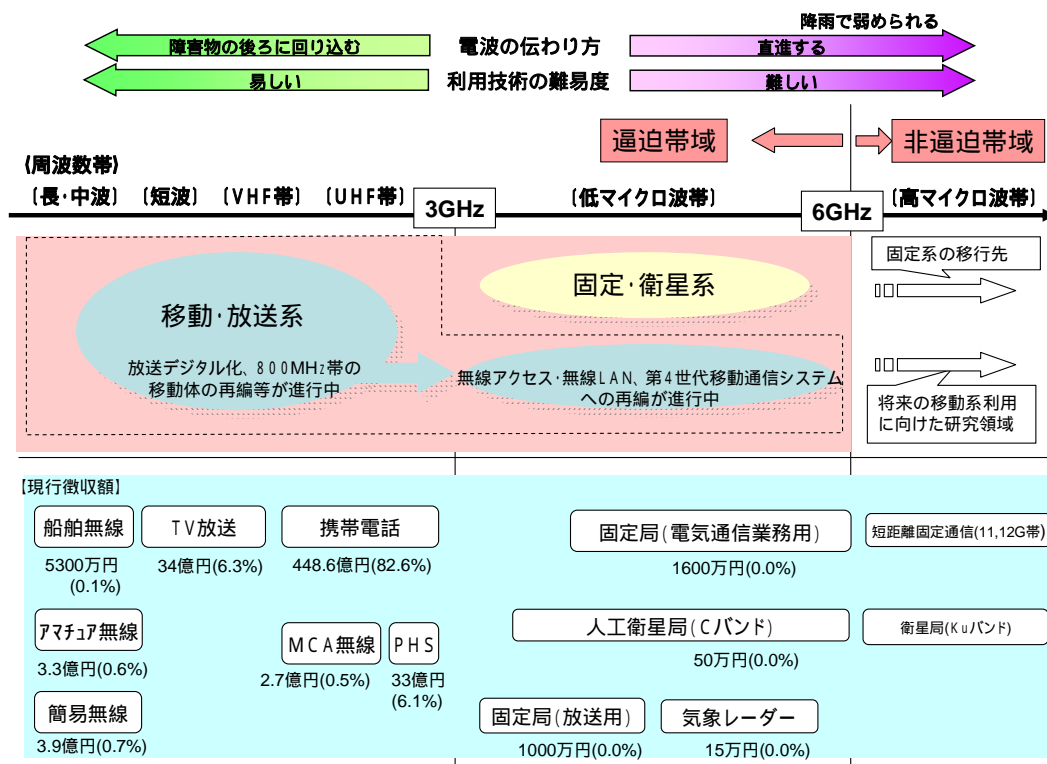 降雨で弱められる
障害物の後ろに回り込む
電波の伝わり方
直進する
易しい
利用技術の難易度
難しい
逼迫帯域
非逼迫帯域
(周波数帯)
〔長・中波〕
〔短波〕
〔VHF帯〕
〔UHF帯〕
3GHz
〔低マイクロ波帯〕
6GHz
〔高マイクロ波帯〕
固定系の移行先
固定・衛星系
移動・放送系
放送デジタル化、800MHz帯の
移動体の再編等が進行中
無線アクセス・無線LAN、第4世代移動通信システム
への再編が進行中
将来の移動系利用
に向けた研究領域
【現行徴収額】
船舶無線
5300万円
(0.1%)
TV放送
34億円(6.3%)
携帯電話
448.6億円(82.6%)
固定局(電気通信業務用)
1600万円(0.0%)
短距離固定通信(11,12G帯)
アマチュア無線
3.3億円(0.6%)
MCA無線
2.7億円(0.5%)
PHS
33億円
(6.1%)
人工衛星局(Cバンド)
50万円(0.0%)
衛星局(Kuバンド)
簡易無線
3.9億円(0.7%)
固定局(放送用)
1000万円(0.0%)
気象レーダー
15万円(0.0%)